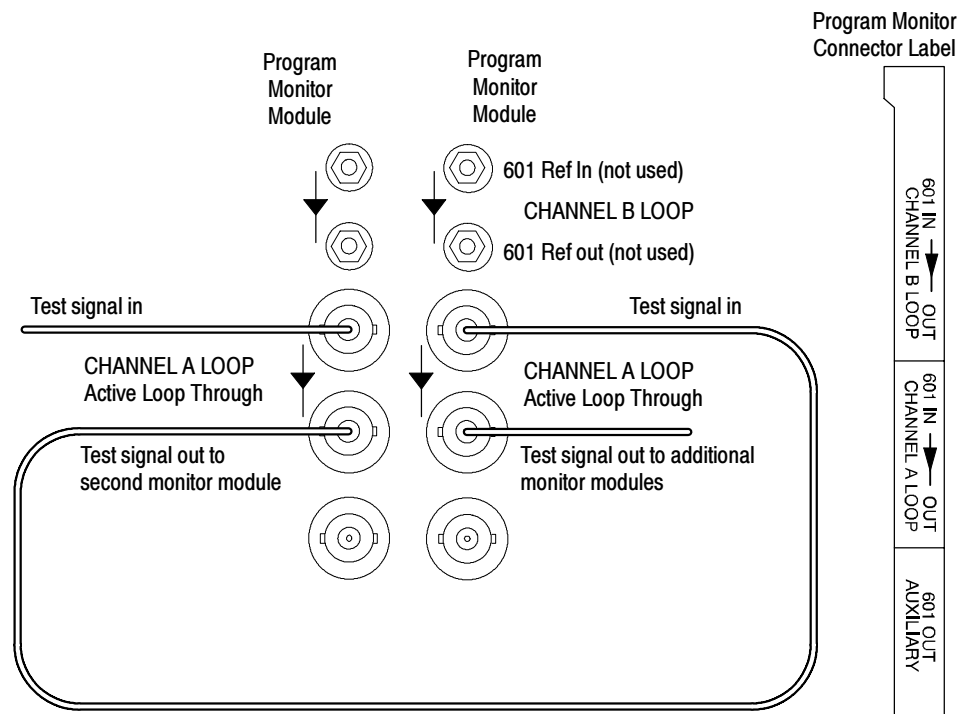 Program Monitor
Connector Label
Program
Monitor
Module
Program
Monitor
Module
601 Ref In (not used)
CHANNEL B LOOP
601 Ref out (not used)
Test signal in
Test signal in
CHANNEL A LOOP
Active Loop Through
CHANNEL A LOOP
Active Loop Through
Test signal out to
second monitor module
Test signal out to additional
monitor modules
601 IN OUT
CHANNEL B LOOP
601 IN OUT
CHANNEL A LOOP
601 OUT
AUXILIARY